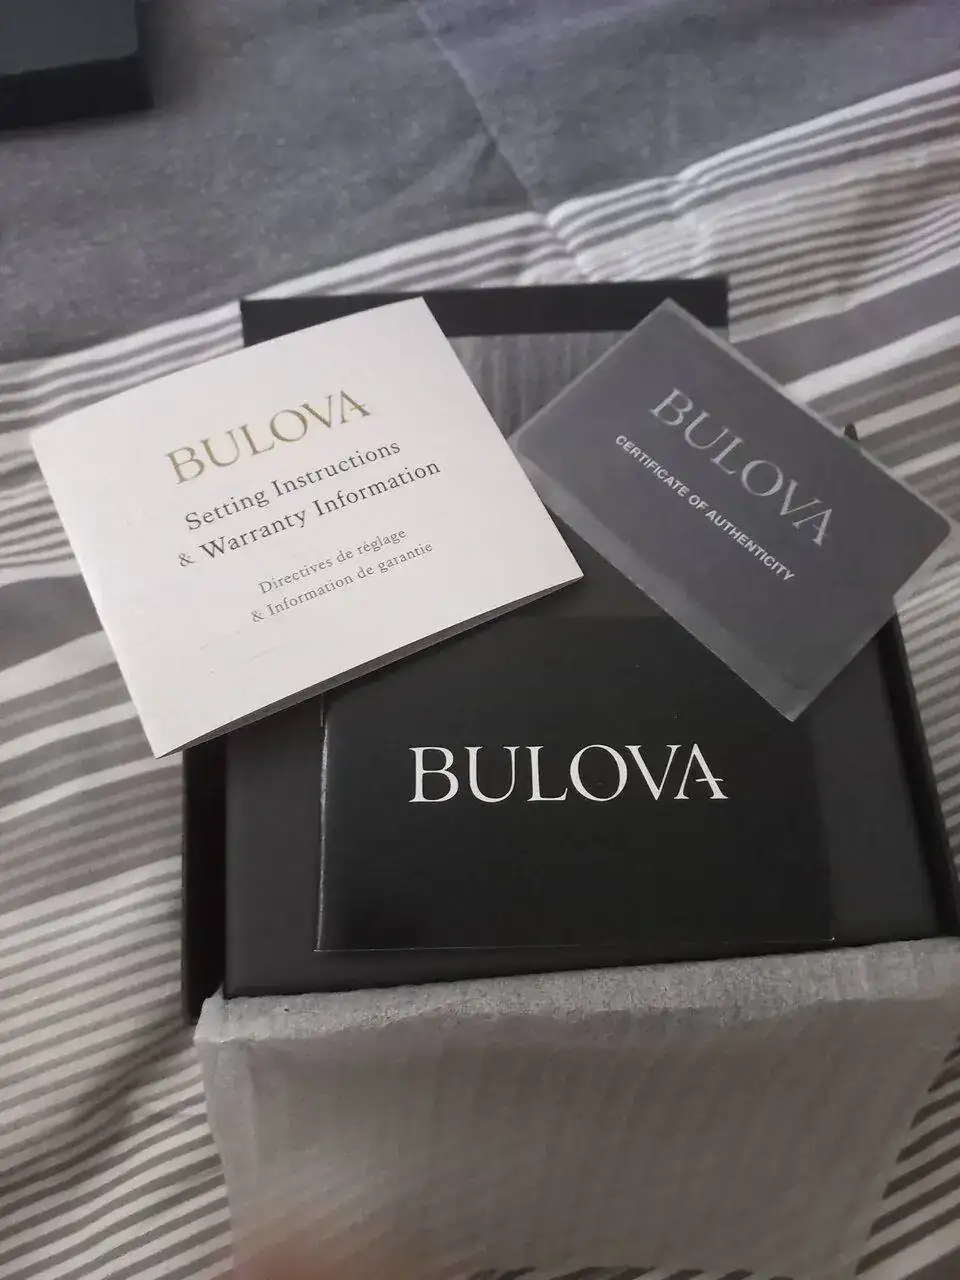 BULOVA
Setting Instructions
& Warranty Information
Directives de réglage
& Information de garantie
BULOVA
CERTIFICATE OF AUTHENTICITY
BULOVA